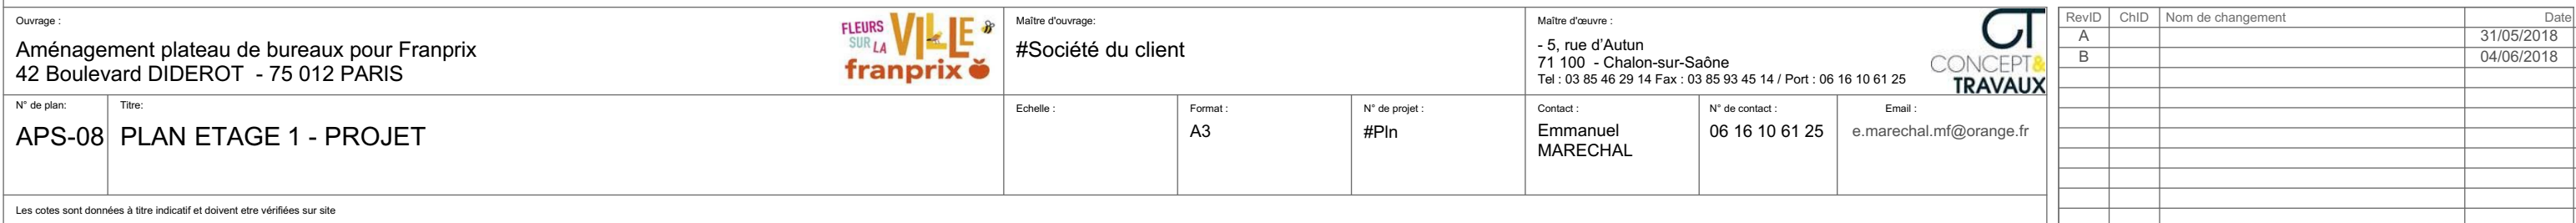 Ouvrage :
Aménagement plateau de bureaux pour Franprix
42 Boulevard DIDEROT - 75 012 PARIS
FLEURS
SUR LA
VILLE
franprix
Maître d'ouvrage:
#Société du client
Maître d'œuvre :
- 5, rue d'Autun
71 100 - Chalon-sur-Saône
Tel : 03 85 46 29 14 Fax : 03 85 93 45 14 / Port : 06 16 10 61 25
CT
CONCEPT&
TRAVAUX
N° de plan:
APS-08
Titre:
PLAN ETAGE 1 - PROJET
Echelle :
Format :
A3
N° de projet :
#Pln
Contact :
Emmanuel
MARECHAL
N° de contact :
06 16 10 61 25
Email :
e.marechal.mf@orange.fr
Les cotes sont données à titre indicatif et doivent etre vérifiées sur site
RevID ChID Nom de changement Date
A 31/05/2018
B 04/06/2018